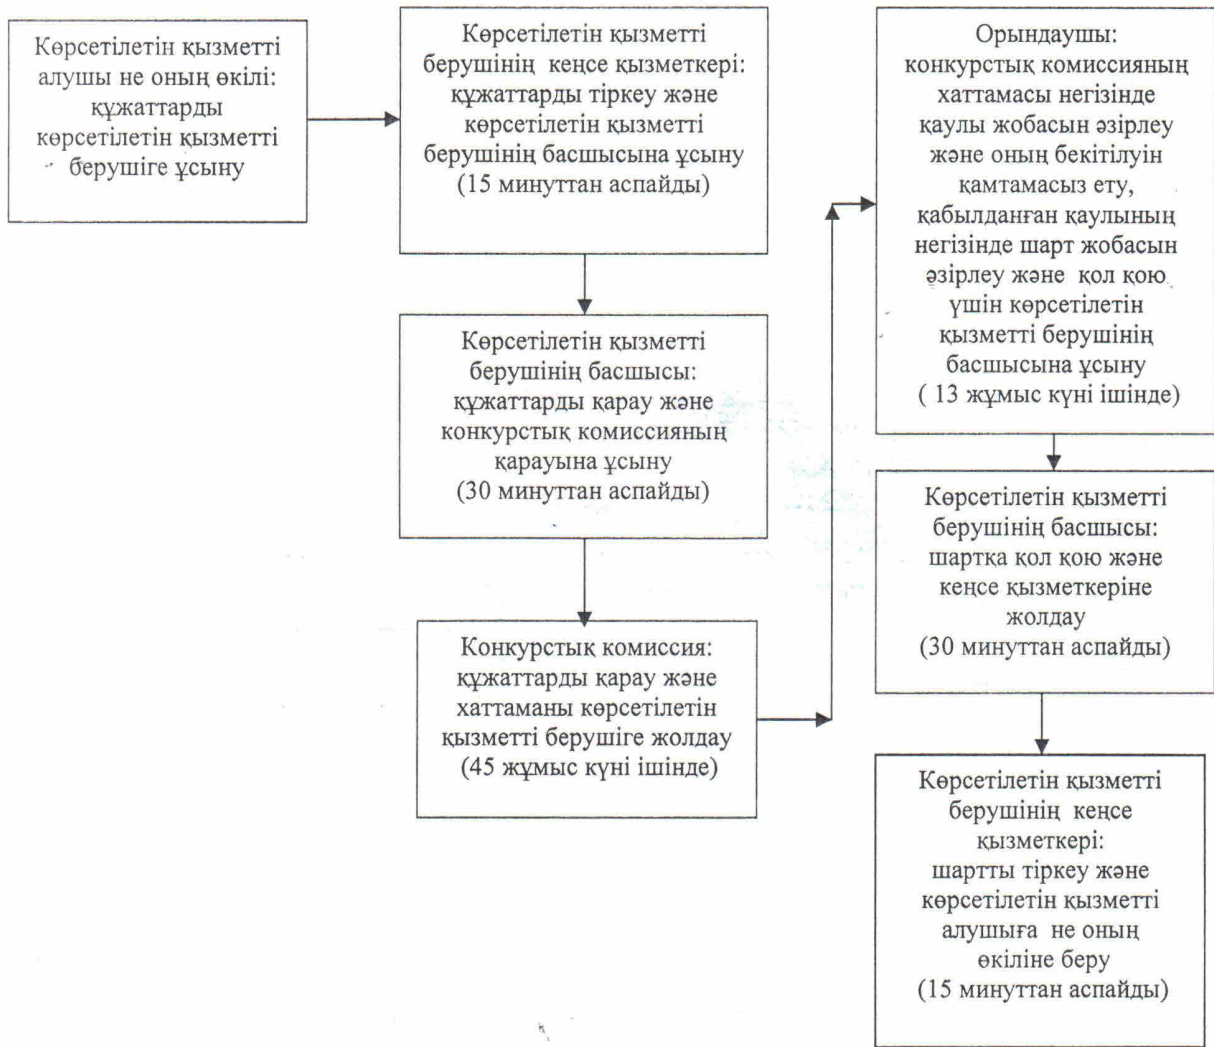 Көрсетілетін қызметті
алушы не оның өкілі:
құжаттарды
көрсетілетін қызметті
берушіге ұсыну
Көрсетілетін қызметті
берушінің кеңсе қызметкері:
құжаттарды тіркеу және
көрсетілетін қызметті
берушінің басшысына ұсыну
(15 минуттан аспайды)
Көрсетілетін қызметті
берушінің басшысы:
құжаттарды қарау және
конкурстық комиссияның
қарауына ұсыну
(30 минуттан аспайды)
Конкурстық комиссия:
құжаттарды қарау және
хаттаманы көрсетілетін
қызметті берушіге жолдау
(45 жұмыс күні ішінде)
Орындаушы:
конкурстық комиссияның
хаттамасы негізінде
қаулы жобасын әзірлеу
және оның бекітілуін
қамтамасыз ету,
қабылданған қаулының
негізінде шарт жобасын
әзірлеу және қол қою
үшін көрсетілетін
қызметті берушінің
басшысына ұсыну
( 13 жұмыс күні ішінде)
Көрсетілетін қызметті
берушінің басшысы:
шартқа қол қою және
кеңсе қызметкеріне
жолдау
(30 минуттан аспайды)
Көрсетілетін қызметті
берушінің кеңсе
қызметкері:
шартты тіркеу және
көрсетілетін қызметті
алушыға не оның
өкіліне беру
(15 минуттан аспайды)